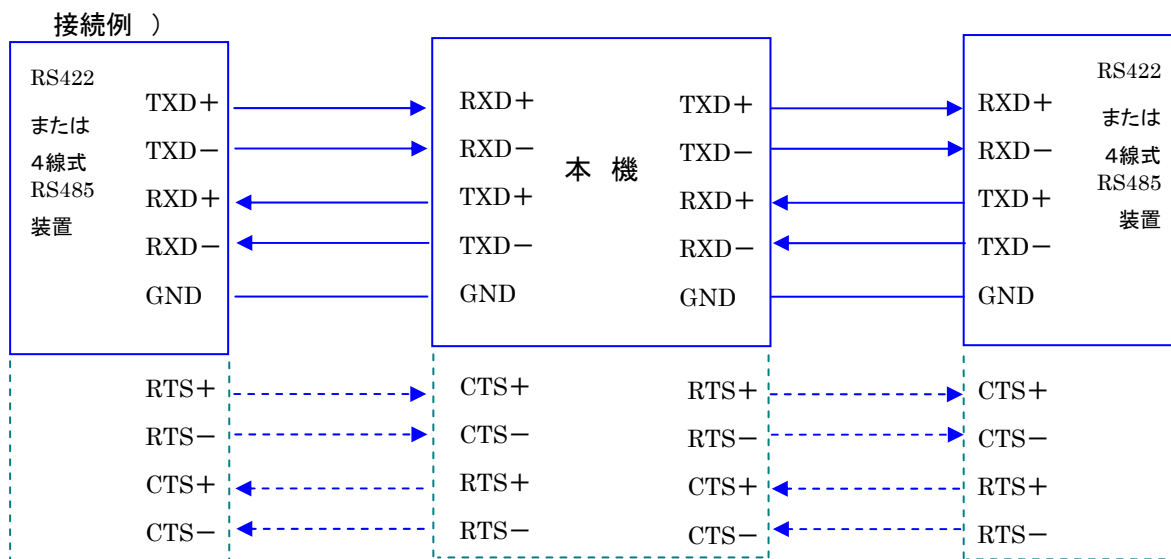 接続例 )
RS422
または
4線式
RS485
装置
TXD+
TXD-
RXD+
RXD-
GND
RXD+
RXD-
TXD+
TXD-
GND
本 機
TXD+
TXD-
RXD+
RXD-
GND
RXD+
RXD-
TXD+
TXD-
GND
RS422
または
4線式
RS485
装置
RTS+
RTS-
CTS+
CTS-
CTS+
CTS-
RTS+
RTS-
RTS+
RTS-
CTS+
CTS-
CTS+
CTS-
RTS+
RTS-